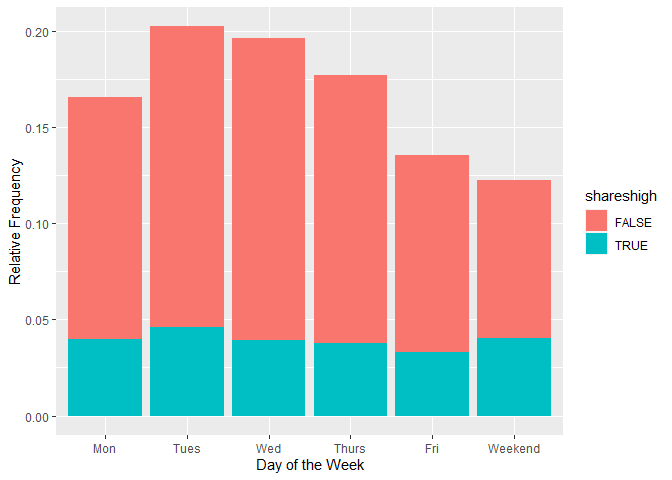 0.20
0.15
0.10
0.05
0.00
Relative Frequency
Mon Tues Wed Thurs Fri Weekend
Day of the Week
shareshigh
FALSE
TRUE